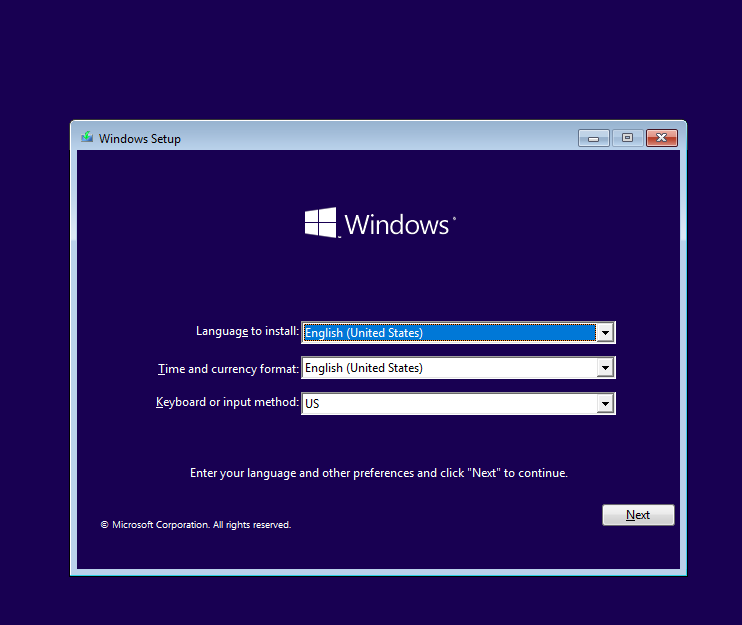 Windows Setup
Windows
Language to install: English (United States)
Time and currency format: English (United States)
Keyboard or input method: US
Enter your language and other preferences and click "Next" to continue.
Next
© Microsoft Corporation. All rights reserved.